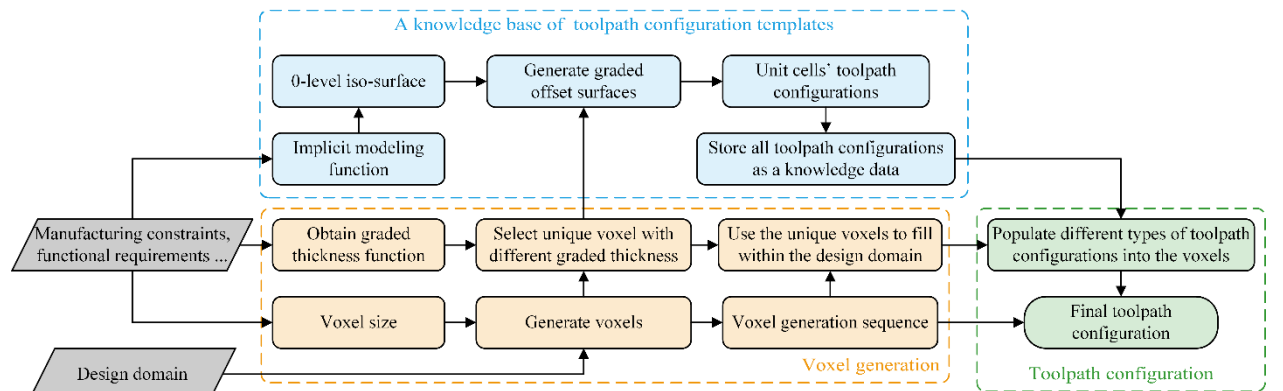 A knowledge base of toolpath configuration templates
0-level iso-surface
Generate graded
offset surfaces
Unit cells' toolpath
configurations
Implicit modeling
function
Store all toolpath configurations
as a knowledge data
Manufacturing constraints,
functional requirements ...
Obtain graded
thickness function
Select unique voxel with
different graded thickness
Use the unique voxels to fill
within the design domain
Populate different types of toolpath
configurations into the voxels
Voxel size
Generate voxels
Voxel generation sequence
Final toolpath
configuration
Design domain
Voxel generation
Toolpath configuration